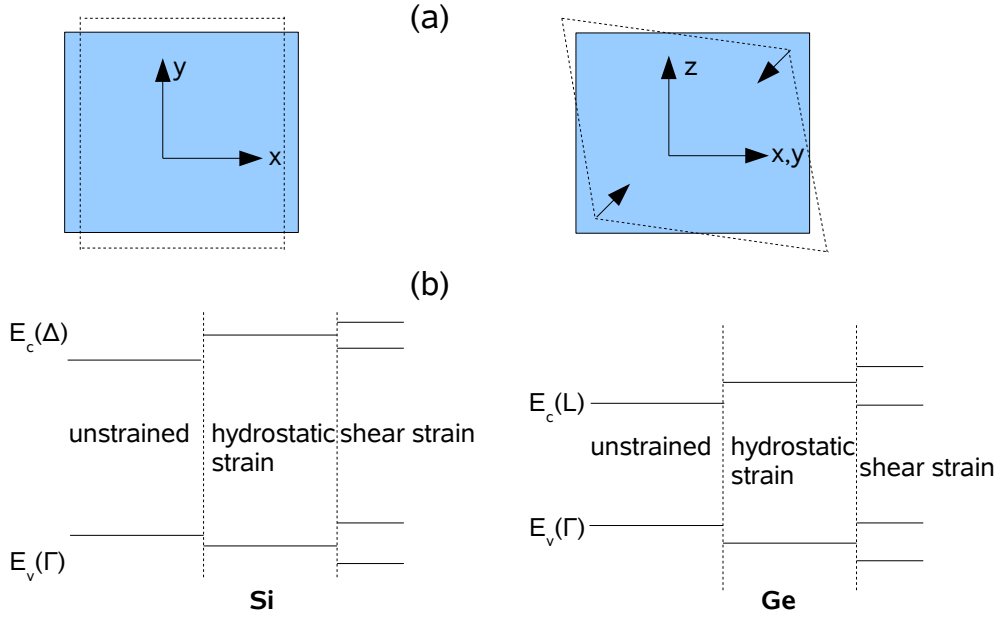 (a)
y
x
z
x,y
(b)
E_c(Δ)
unstrained
hydrostatic
strain
shear strain
E_v(Γ)
Si
E_c(L)
unstrained
hydrostatic
strain
shear strain
E_v(Γ)
Ge